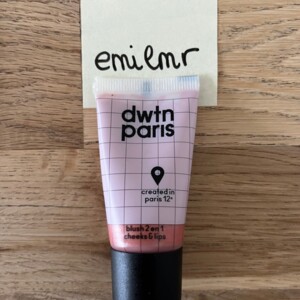 emilmr
dwtn
paris
created in
paris 12e
blush 2 en 1
cheeks & lips